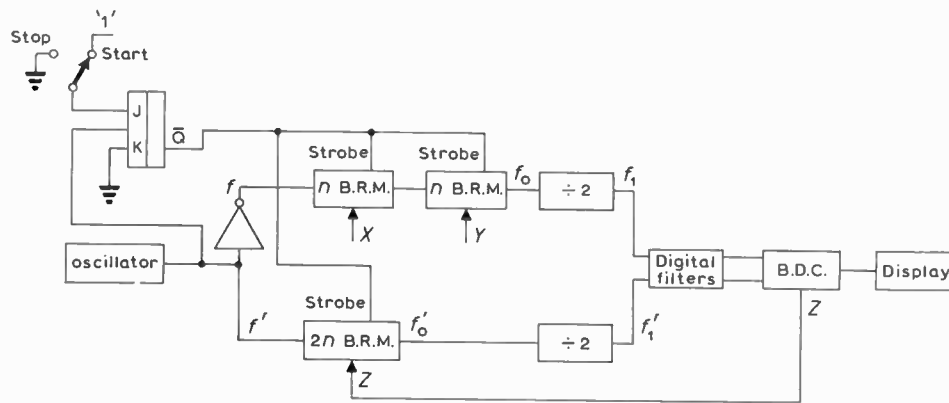 '1'
Stop
Start
J
K
Q̄
Strobe
Strobe
f
n B.R.M.
n B.R.M.
f₀
÷ 2
f₁
X
Y
oscillator
Digital
filters
B.D.C.
Display
Strobe
f'
2n B.R.M.
f₀'
÷ 2
f₁'
Z
Z